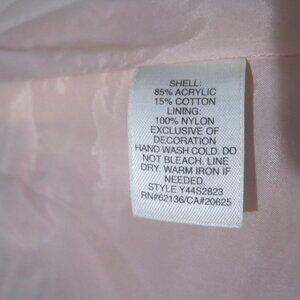 SHELL:
85% ACRYLIC
15% COTTON
LINING:
100% NYLON
EXCLUSIVE OF
DECORATION
HAND WASH COLD. DO
NOT BLEACH. LINE
DRY. WARM IRON IF
NEEDED.
STYLE Y44S2823
RN#62136/CA#20625